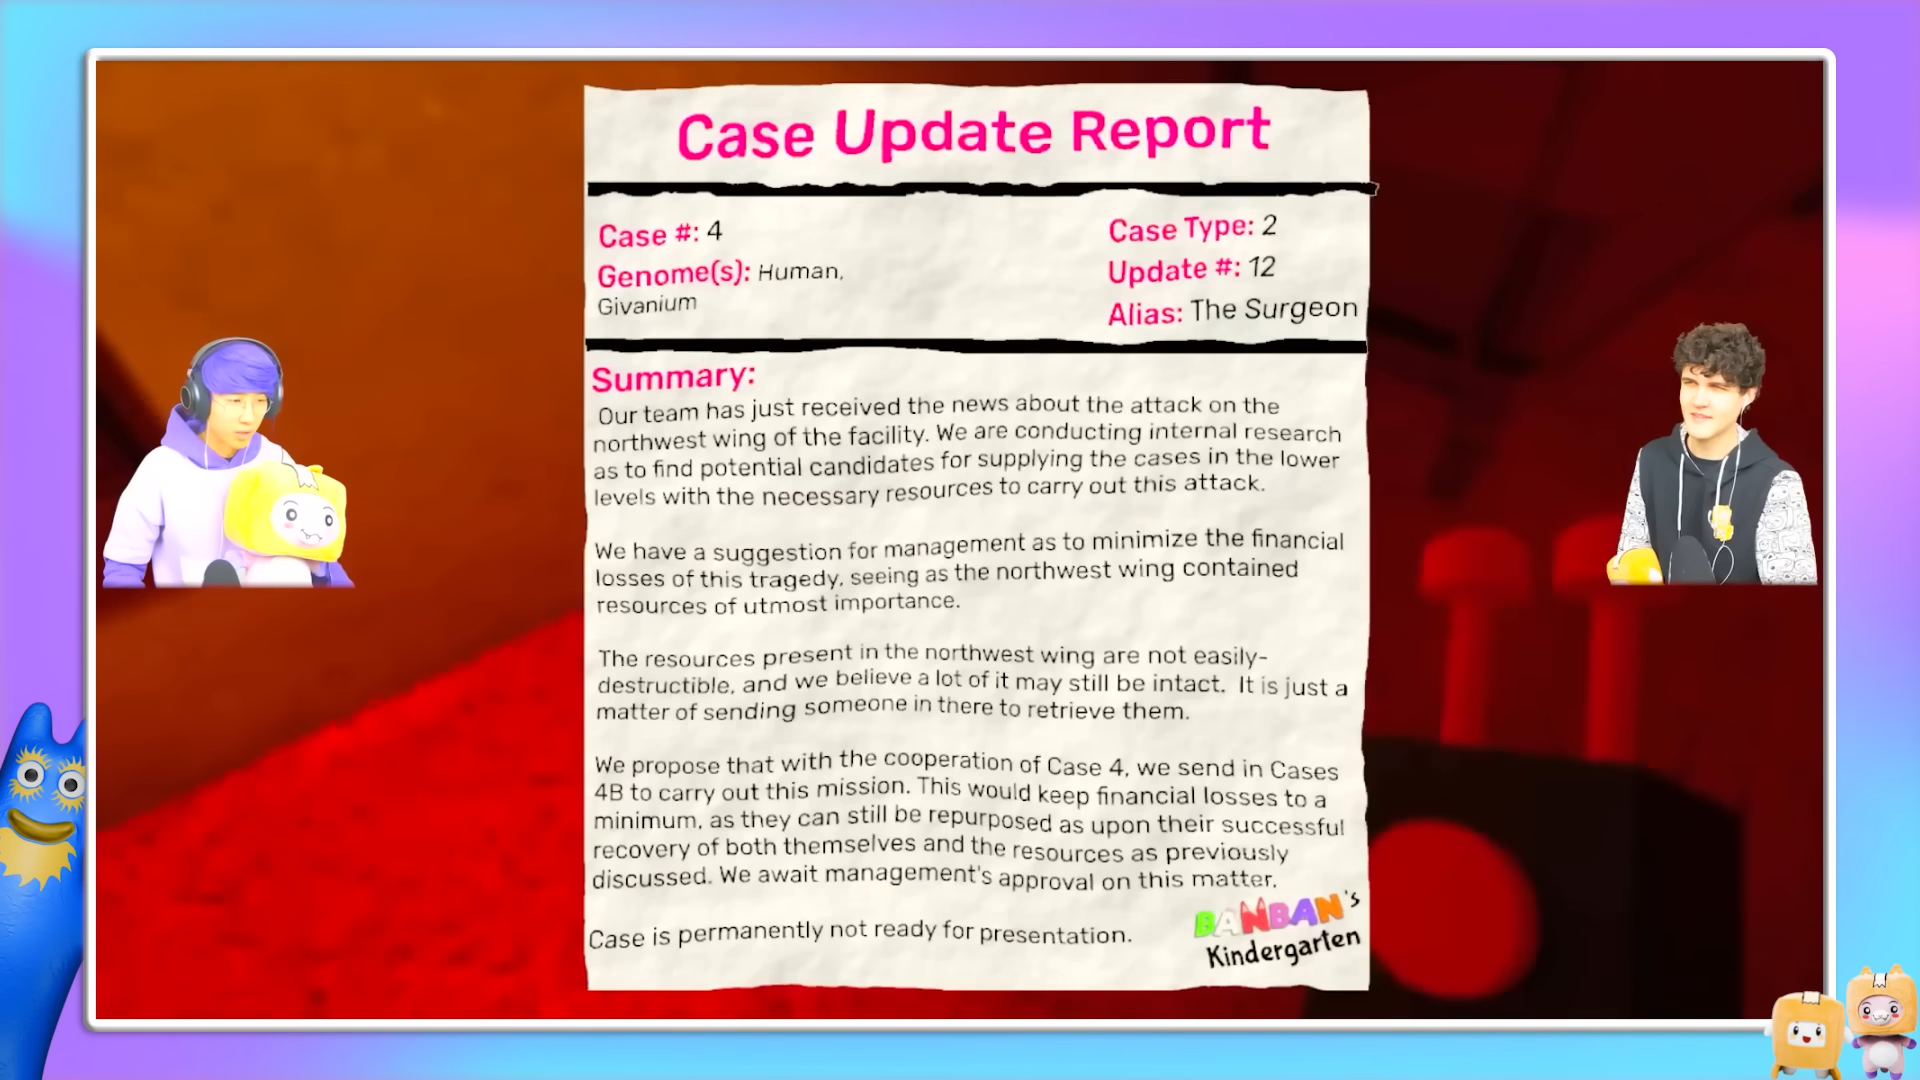 Case Update Report
Case #: 4
Genome(s): Human,
Givanium
Case Type: 2
Update #: 12
Alias: The Surgeon
Summary:
Our team has just received the news about the attack on the
northwest wing of the facility. We are conducting internal research
as to find potential candidates for supplying the cases in the lower
levels with the necessary resources to carry out this attack.
We have a suggestion for management as to minimize the financial
losses of this tragedy, seeing as the northwest wing contained
resources of utmost importance.
The resources present in the northwest wing are not easily-
destructible, and we believe a lot of it may still be intact. It is just a
matter of sending someone in there to retrieve them.
We propose that with the cooperation of Case 4, we send in Cases
4B to carry out this mission. This would keep financial losses to a
minimum, as they can still be repurposed as upon their successful
recovery of both themselves and the resources as previously
discussed. We await management's approval on this matter.
Case is permanently not ready for presentation.
BANBAN's
Kindergarten